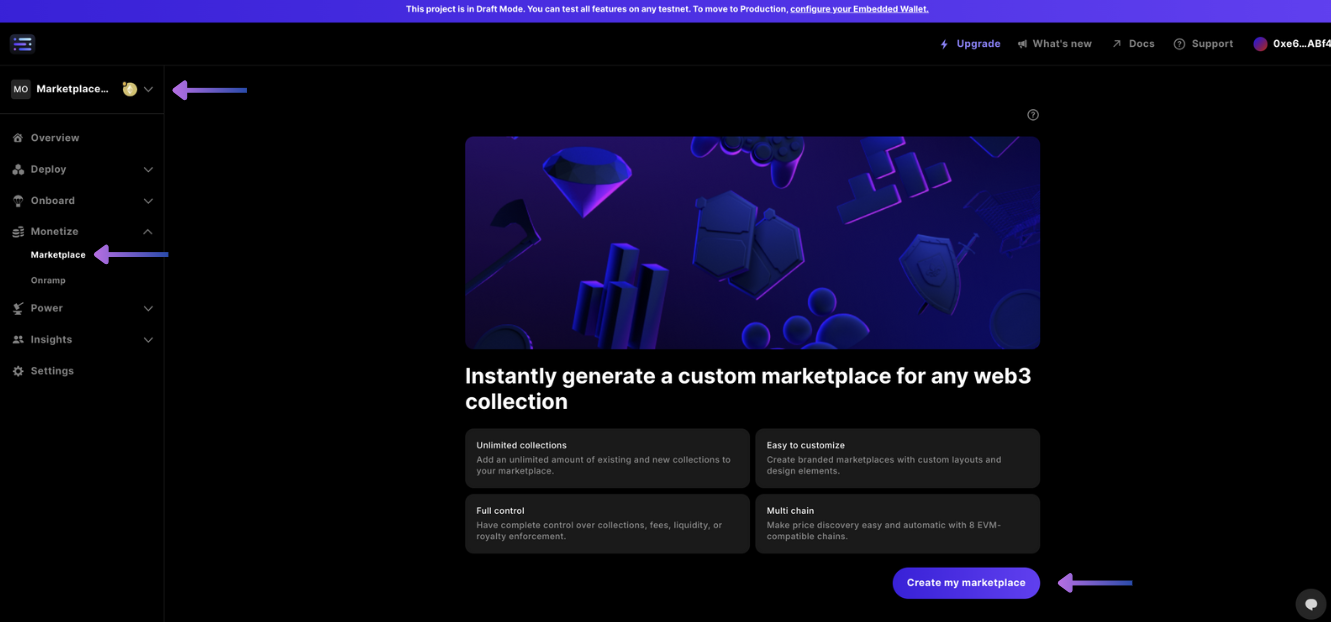 This project is in Draft Mode. You can test all features on any testnet. To move to Production, configure your Embedded Wallet.
Upgrade What's new Docs Support 0xe6...ABf4
MO Marketplace...
Overview
Deploy
Onboard
Monetize
Marketplace
Onramp
Power
Insights
Settings
Instantly generate a custom marketplace for any web3
collection
Unlimited collections
Add an unlimited amount of existing and new collections to
your marketplace.
Easy to customize
Create branded marketplaces with custom layouts and
design elements.
Full control
Have complete control over collections, fees, liquidity, or
royalty enforcement.
Multi chain
Make price discovery easy and automatic with 8 EVM-
compatible chains.
Create my marketplace